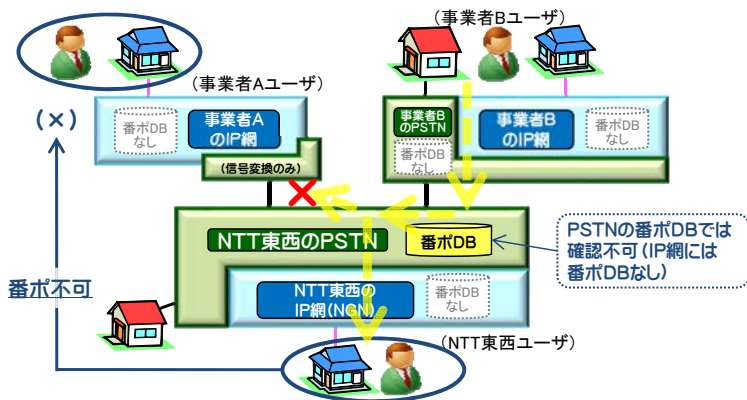 (事業者Bユーザ)
(事業者Aユーザ)
(×)
番ポDB
なし
事業者A
のIP網
(信号変換のみ)
事業者B
のPSTN
番ポDB
なし
事業者B
のIP網
番ポDB
なし
NTT東西のPSTN
番ポDB
PSTNの番ポDBでは
確認不可(IP網には
番ポDBなし)
番ポ不可
NTT東西の
IP網(NGN)
番ポDB
なし
(NTT東西ユーザ)